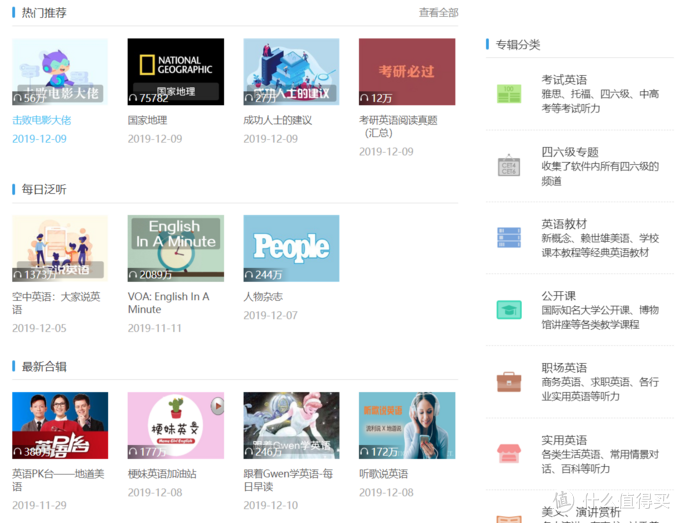 热门推荐
查看全部
NATIONAL
GEOGRAPHIC
国家地理
成功人士的建议
考研必过
击败电影大佬
56万
75782
27万
12万
击败电影大佬
国家地理
成功人士的建议
考研英语阅读真题
（汇总）
2019-12-09
2019-12-09
2019-12-09
2019-12-09
每日泛听
English
In A Minute
People
1373万
2089万
244万
空中英语：大家说英
语
VOA: English In A
Minute
人物杂志
2019-12-05
2019-11-11
2019-12-07
最新合辑
英语PK台
梗妹英文
跟着Gwen学英语
听歌说英语
380万
177万
246万
172万
英语PK台——地道美
语
梗妹英语加油站
跟着Gwen学英语-每
日早读
听歌说英语
2019-11-29
2019-12-08
2019-12-10
2019-12-08
专辑分类
考试英语
雅思、托福、四六级、中高
考等考试听力
四六级专题
收集了软件内所有四六级的
频道
英语教材
新概念、赖世雄美语、学校
课本教程等经典英语教材
公开课
国际知名大学公开课、博物
馆讲座等各类教学课程
职场英语
商务英语、求职英语、各行
业实用英语等听力
实用英语
各类生活英语、常用情景对
话、百科等听力
美文、演讲赏析
值 什么值得买